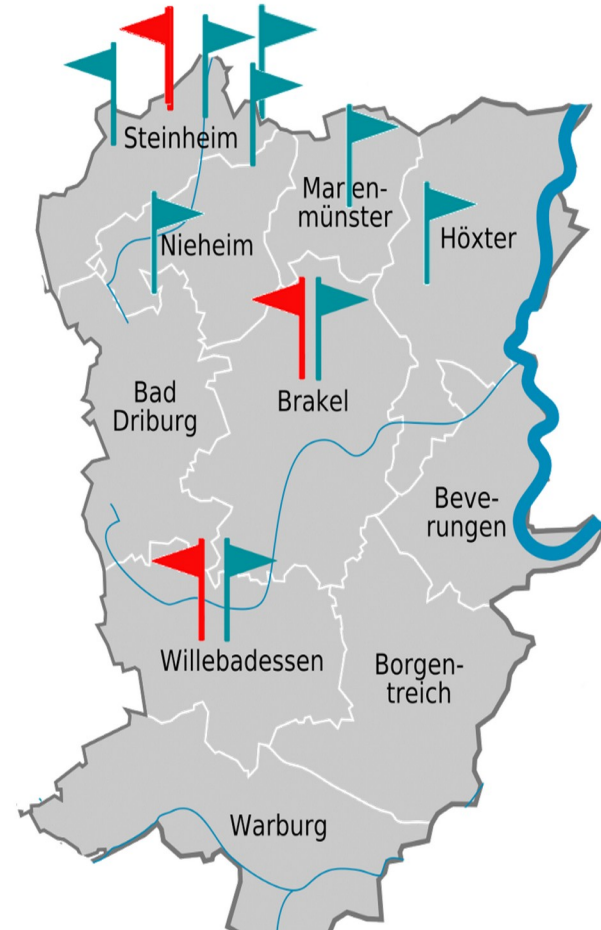 Steinheim
Marien-
münster
Nieheim
Höxter
Bad
Driburg
Brakel
Beve-
rungen
Willebadessen
Borgen-
treich
Warburg